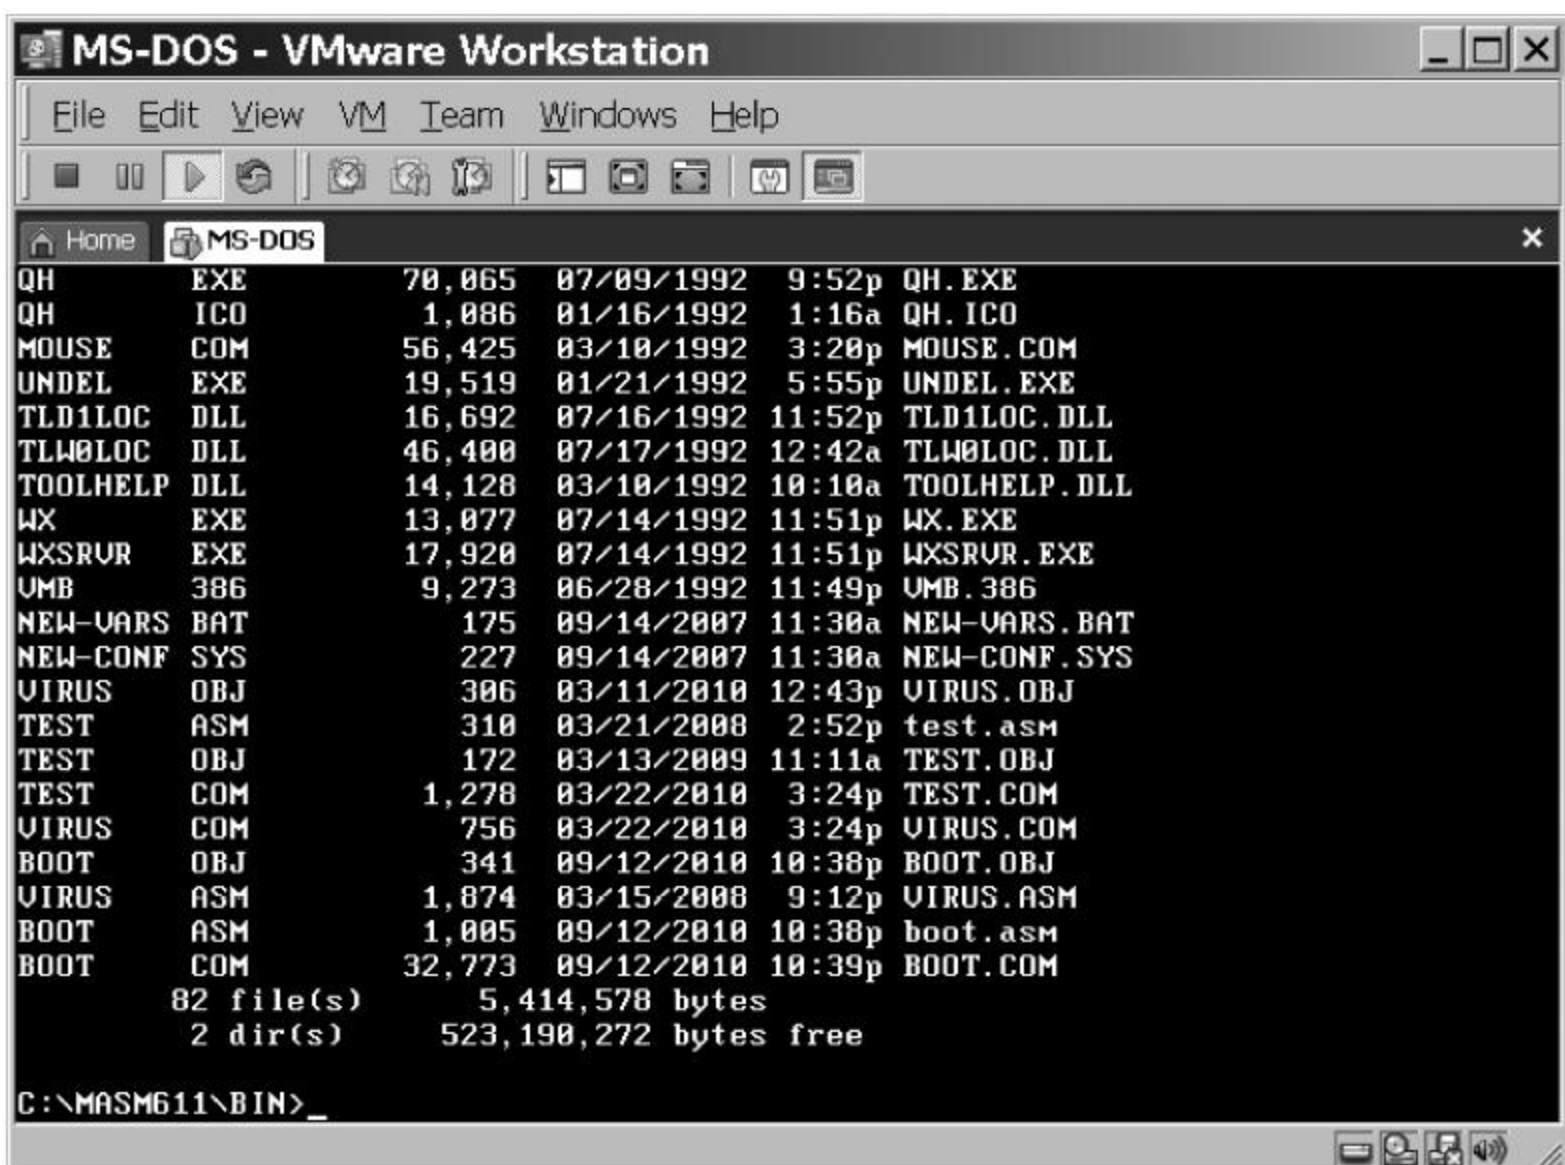 MS-DOS - VMware Workstation
File Edit View VM Team Windows Help
Home MS-DOS
QH EXE 70,065 07/09/1992 9:52p QH.EXE
QH ICO 1,086 01/16/1992 1:16a QH.ICO
MOUSE COM 56,425 03/10/1992 3:20p MOUSE.COM
UNDEL EXE 19,519 01/21/1992 5:55p UNDEL.EXE
TLD1LOC DLL 16,692 07/16/1992 11:52p TLD1LOC.DLL
TLW0LOC DLL 46,400 07/17/1992 12:42a TLW0LOC.DLL
TOOLHELP DLL 14,128 03/10/1992 10:10a TOOLHELP.DLL
WX EXE 13,077 07/14/1992 11:51p WX.EXE
WXSRVR EXE 17,920 07/14/1992 11:51p WXSRVR.EXE
VMB 386 9,273 06/28/1992 11:49p VMB.386
NEW-VARS BAT 175 09/14/2007 11:30a NEW-VARS.BAT
NEW-CONF SYS 227 09/14/2007 11:30a NEW-CONF.SYS
VIRUS OBJ 306 03/11/2010 12:43p VIRUS.OBJ
TEST ASM 310 03/21/2008 2:52p test.asm
TEST OBJ 172 03/13/2009 11:11a TEST.OBJ
TEST COM 1,278 03/22/2010 3:24p TEST.COM
VIRUS COM 756 03/22/2010 3:24p VIRUS.COM
BOOT OBJ 341 09/12/2010 10:38p BOOT.OBJ
VIRUS ASM 1,874 03/15/2008 9:12p VIRUS.ASM
BOOT ASM 1,005 09/12/2010 10:38p boot.asm
BOOT COM 32,773 09/12/2010 10:39p BOOT.COM
82 file(s) 5,414,578 bytes
2 dir(s) 523,190,272 bytes free
C:\MASM611\BIN>_